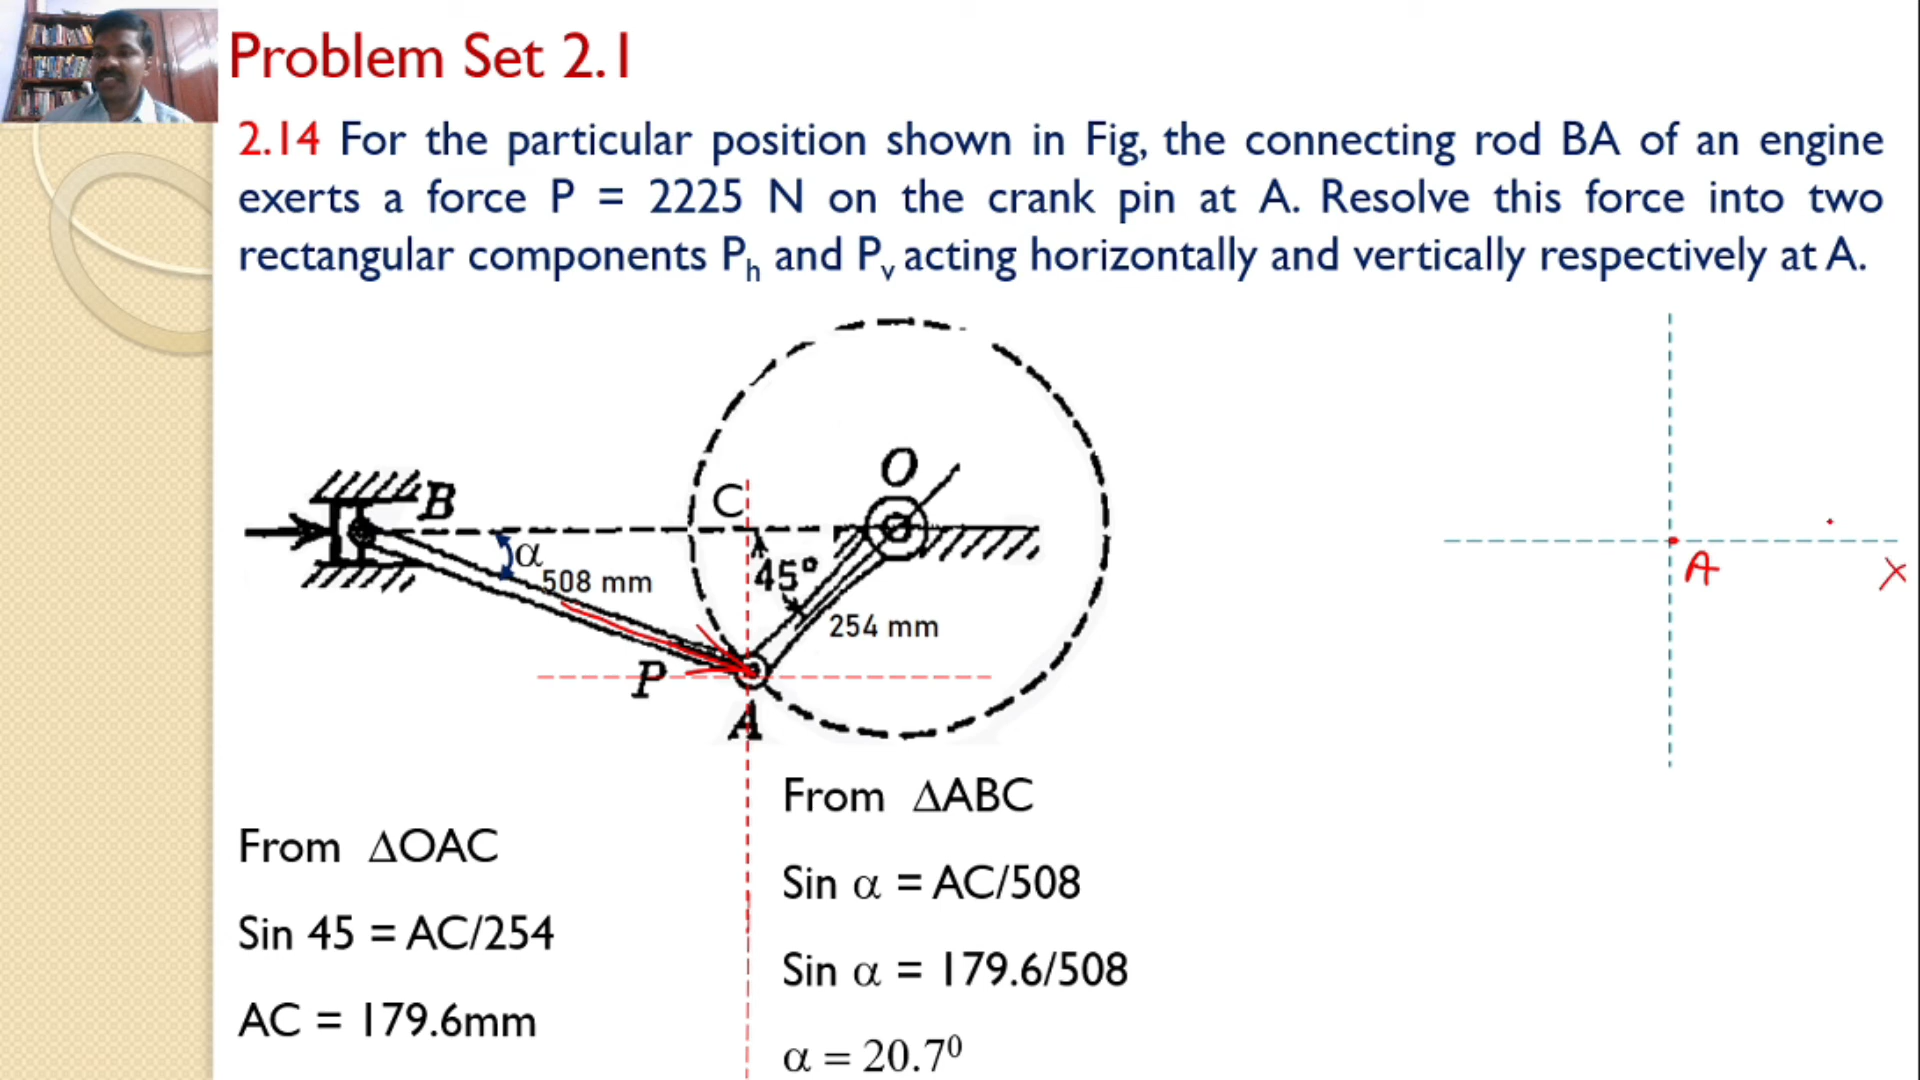 Problem Set 2.1
2.14 For the particular position shown in Fig, the connecting rod BA of an engine
exerts a force P = 2225 N on the crank pin at A. Resolve this force into two
rectangular components Ph and Pv acting horizontally and vertically respectively at A.
O
B
C
α
508 mm
45°
254 mm
P
A
A
X
From ΔOAC
Sin 45 = AC/254
AC = 179.6mm
From ΔABC
Sin α = AC/508
Sin α = 179.6/508
α = 20.7⁰